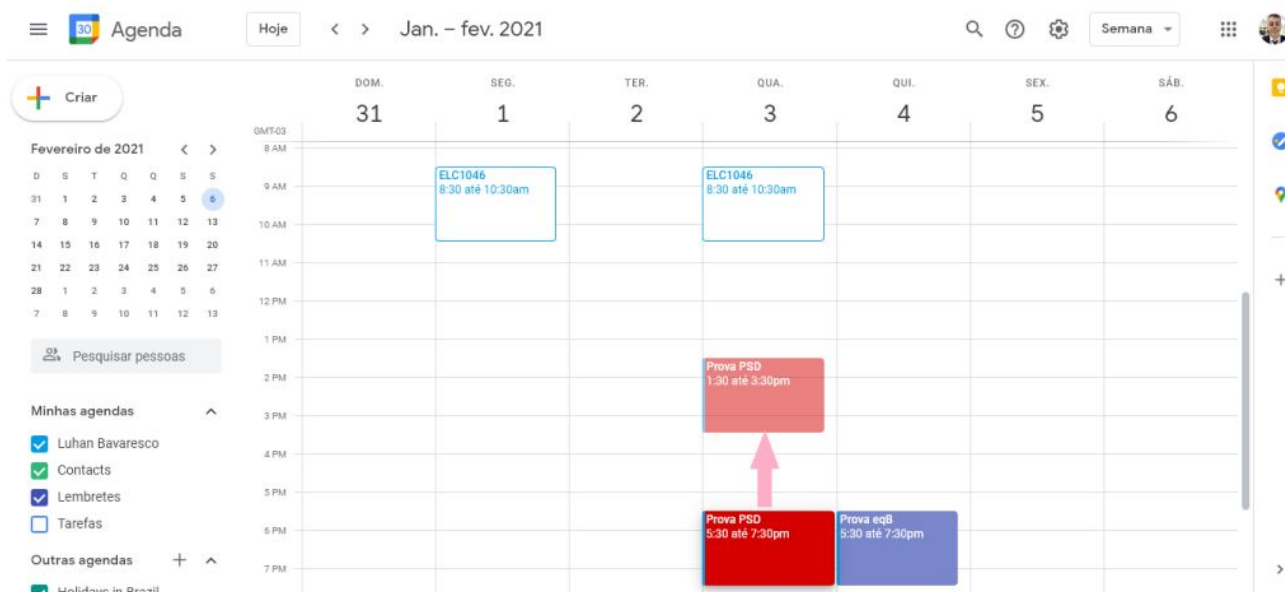 30 Agenda Hoje Jan. – fev. 2021 Semana
Criar
DOM. SEG. TER. QUA. QUI. SEX. SÁB.
31 1 2 3 4 5 6
GMT-03
Fevereiro de 2021
D S T Q Q S S
31 1 2 3 4 5 6
7 8 9 10 11 12 13
14 15 16 17 18 19 20
21 22 23 24 25 26 27
28 1 2 3 4 5 6
7 8 9 10 11 12 13
Pesquisar pessoas
Minhas agendas
Luhan Bavaresco
Contacts
Lembretes
Tarefas
Outras agendas
Holidays in Brazil
8 AM
9 AM
10 AM
11 AM
12 PM
1 PM
2 PM
3 PM
4 PM
5 PM
6 PM
7 PM
ELC1046
8:30 até 10:30am
ELC1046
8:30 até 10:30am
Prova PSD
1:30 até 3:30pm
Prova PSD
5:30 até 7:30pm
Prova eqB
5:30 até 7:30pm